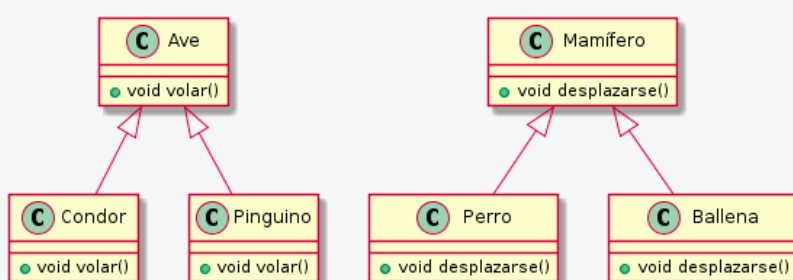 C Ave
void volar()
C Mamífero
void desplazarse()
C Condor
void volar()
C Pinguino
void volar()
C Perro
void desplazarse()
C Ballena
void desplazarse()